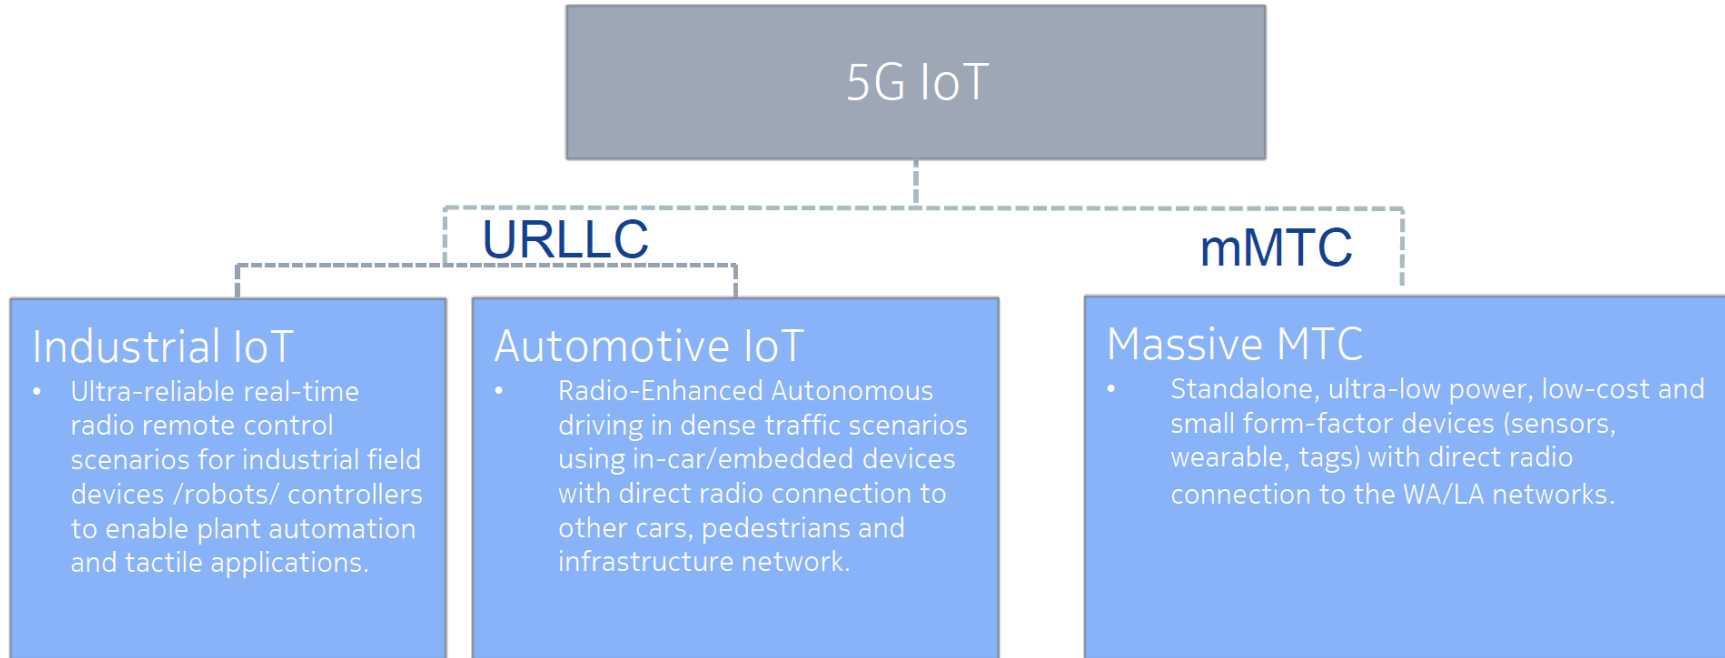 5G IoT
URLLC
mMTC
Industrial IoT
• Ultra-reliable real-time
radio remote control
scenarios for industrial field
devices /robots/ controllers
to enable plant automation
and tactile applications.
Automotive IoT
• Radio-Enhanced Autonomous
driving in dense traffic scenarios
using in-car/embedded devices
with direct radio connection to
other cars, pedestrians and
infrastructure network.
Massive MTC
• Standalone, ultra-low power, low-cost and
small form-factor devices (sensors,
wearable, tags) with direct radio
connection to the WA/LA networks.